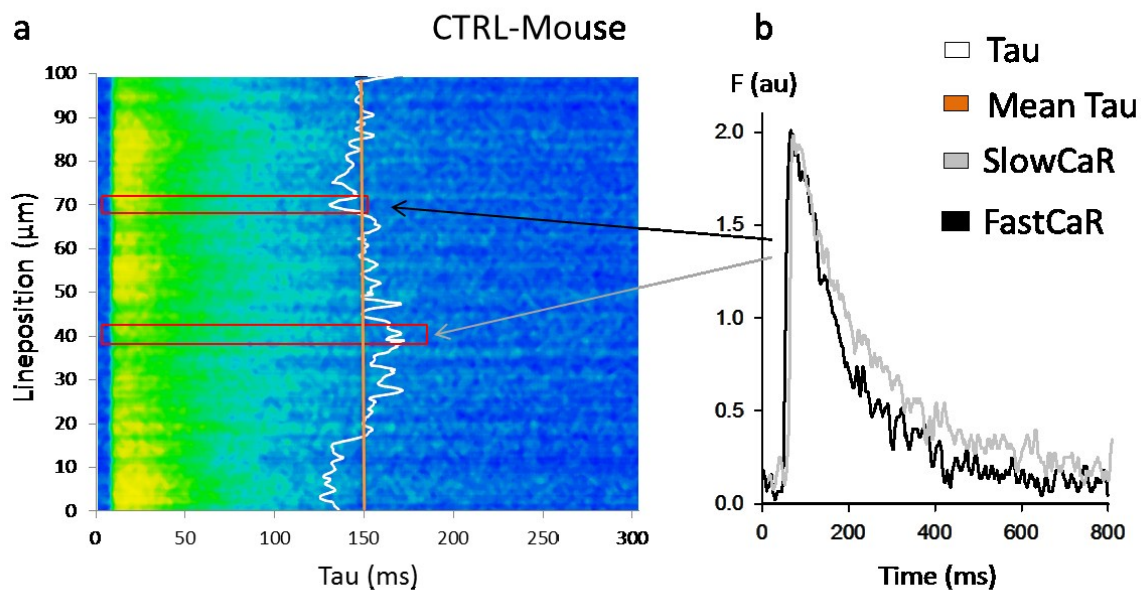 a
CTRL-Mouse
b
Tau
Mean Tau
SlowCaR
FastCaR
Lineposition (µm)
100
90
80
70
60
50
40
30
20
10
0
0
50
100
150
200
250
300
Tau (ms)
F (au)
2.0
1.5
1.0
0.5
0.0
0
200
400
600
800
Time (ms)